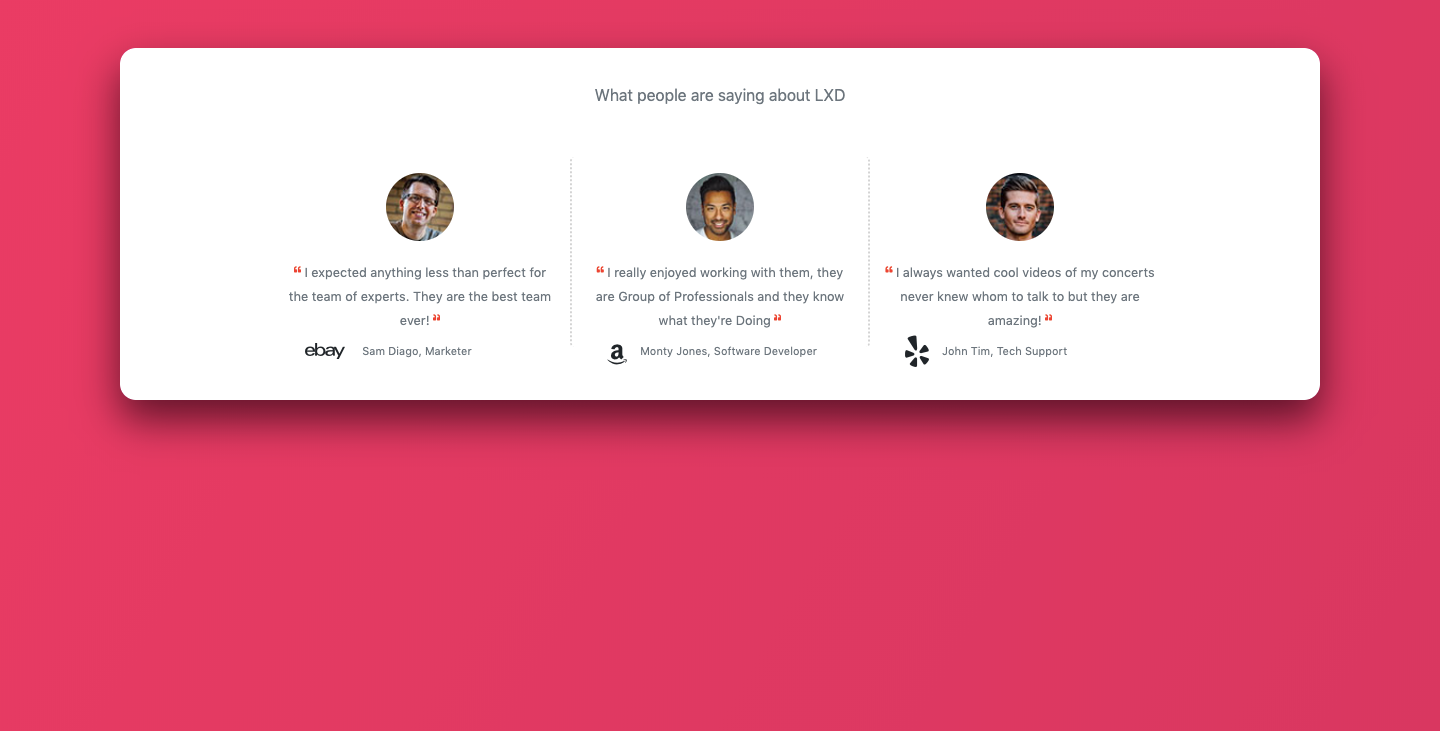 What people are saying about LXD
❝ I expected anything less than perfect for
the team of experts. They are the best team
ever! ❞
ebay Sam Diago, Marketer
❝ I really enjoyed working with them, they
are Group of Professionals and they know
what they're Doing ❞
a Monty Jones, Software Developer
❝ I always wanted cool videos of my concerts
never knew whom to talk to but they are
amazing! ❞
John Tim, Tech Support